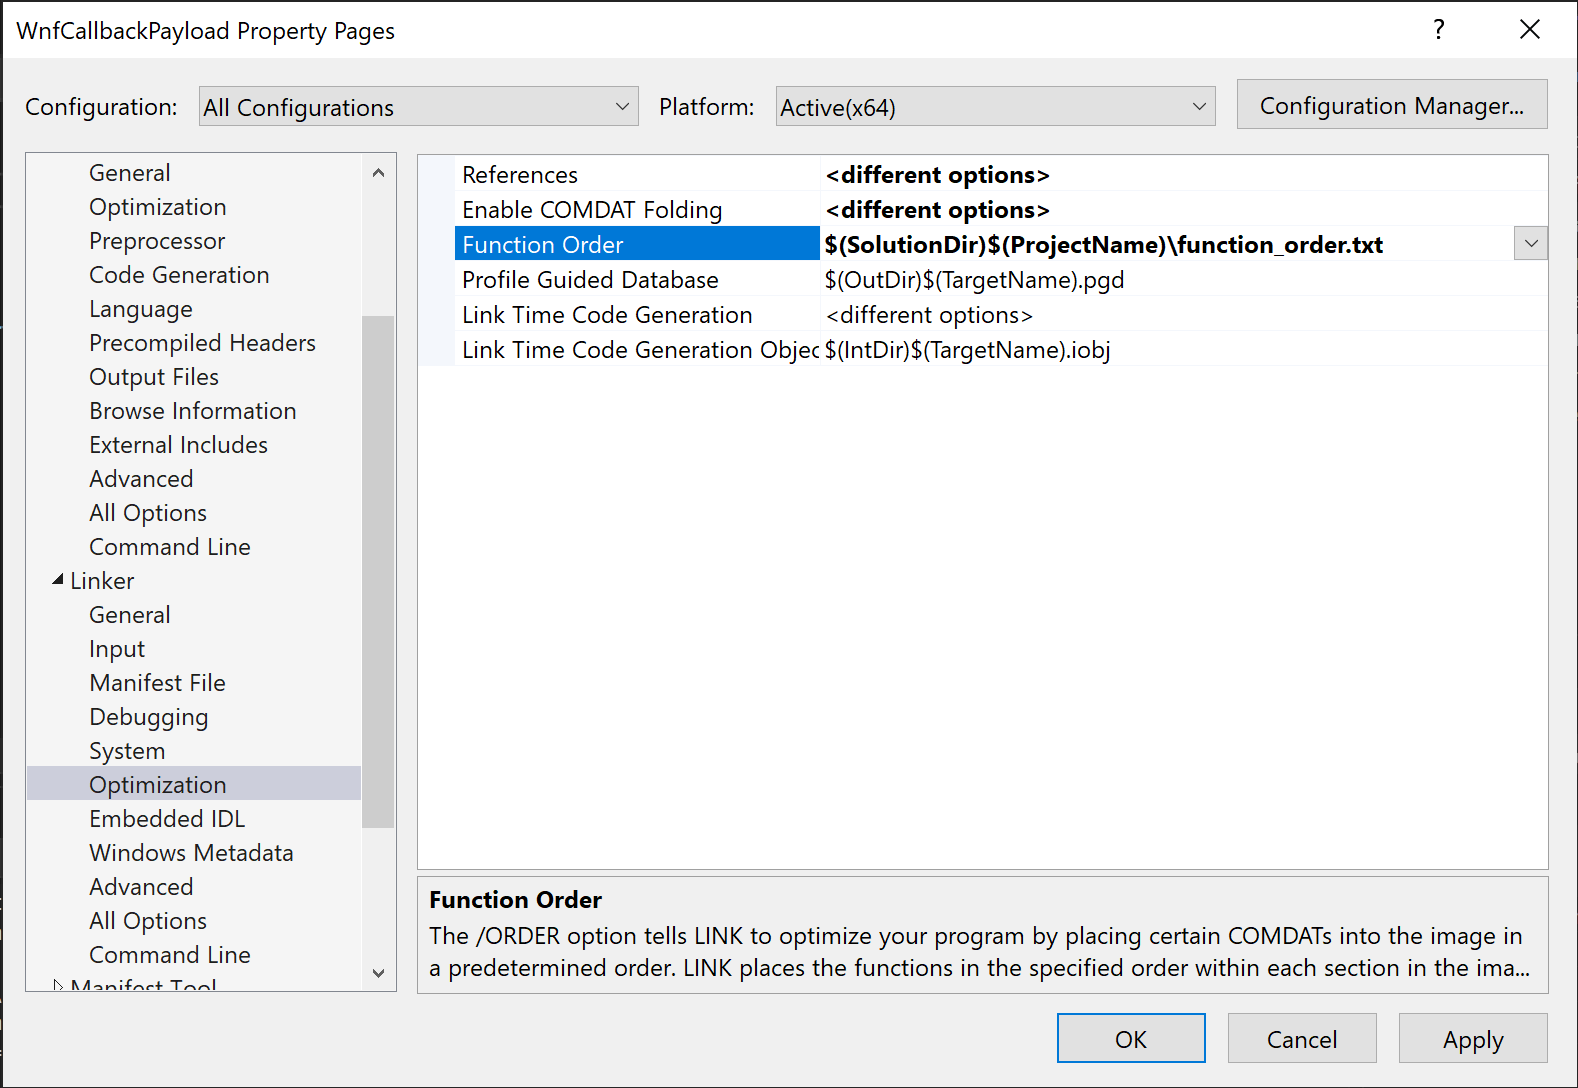 WnfCallbackPayload Property Pages
?
Configuration: All Configurations Platform: Active(x64) Configuration Manager...
General
Optimization
Preprocessor
Code Generation
Language
Precompiled Headers
Output Files
Browse Information
External Includes
Advanced
All Options
Command Line
Linker
General
Input
Manifest File
Debugging
System
Optimization
Embedded IDL
Windows Metadata
Advanced
All Options
Command Line
Manifest Tool
References <different options>
Enable COMDAT Folding <different options>
Function Order $(SolutionDir)$(ProjectName)\function_order.txt
Profile Guided Database $(OutDir)$(TargetName).pgd
Link Time Code Generation <different options>
Link Time Code Generation Objec $(IntDir)$(TargetName).iobj
Function Order
The /ORDER option tells LINK to optimize your program by placing certain COMDATs into the image in
a predetermined order. LINK places the functions in the specified order within each section in the ima...
OK Cancel Apply